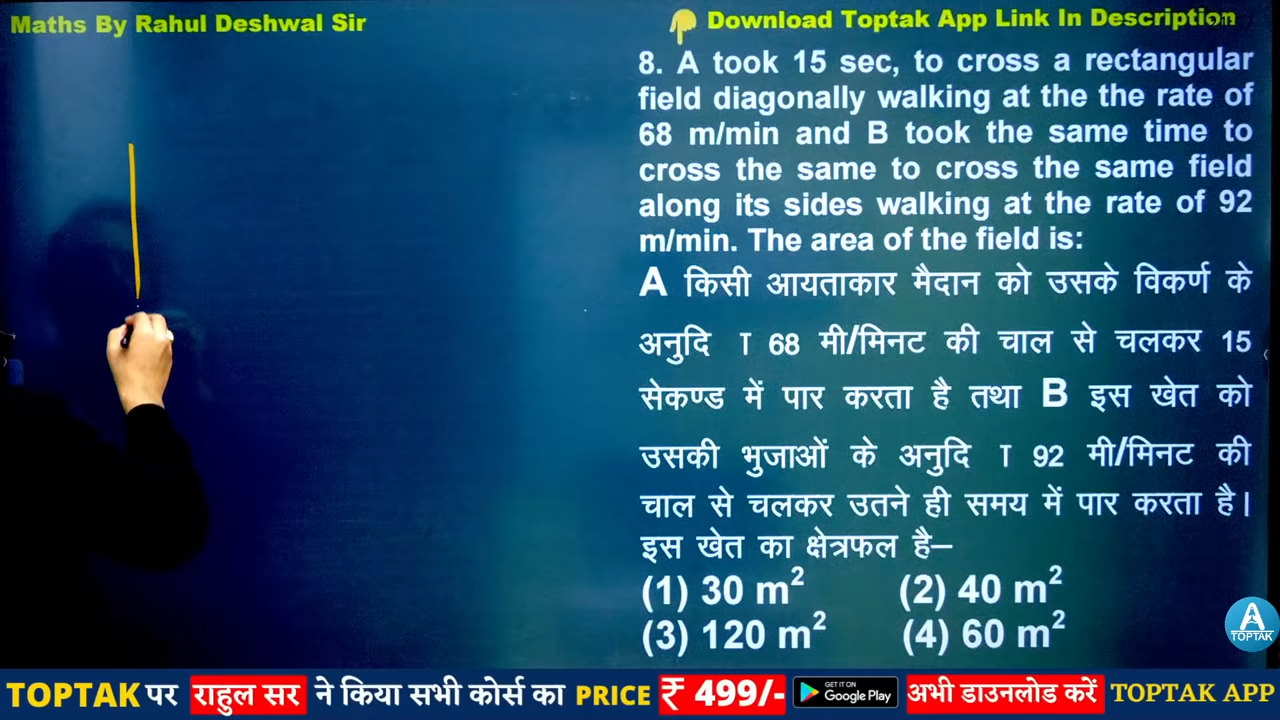 Maths By Rahul Deshwal Sir
Download Toptak App Link In Description
8. A took 15 sec, to cross a rectangular
field diagonally walking at the the rate of
68 m/min and B took the same time to
cross the same to cross the same field
along its sides walking at the rate of 92
m/min. The area of the field is:
A किसी आयताकार मैदान को उसके विकर्ण के
अनुदि ा 68 मी/मिनट की चाल से चलकर 15
सेकण्ड में पार करता है तथा B इस खेत को
उसकी भुजाओं के अनुदि ा 92 मी/मिनट की
चाल से चलकर उतने ही समय में पार करता है।
इस खेत का क्षेत्रफल है–
(1) 30 m² (2) 40 m²
(3) 120 m² (4) 60 m²
A
TOPTAK
TOPTAK पर राहुल सर ने किया सभी कोर्स का PRICE ₹ 499/- GET IT ON Google Play अभी डाउनलोड करें TOPTAK APP